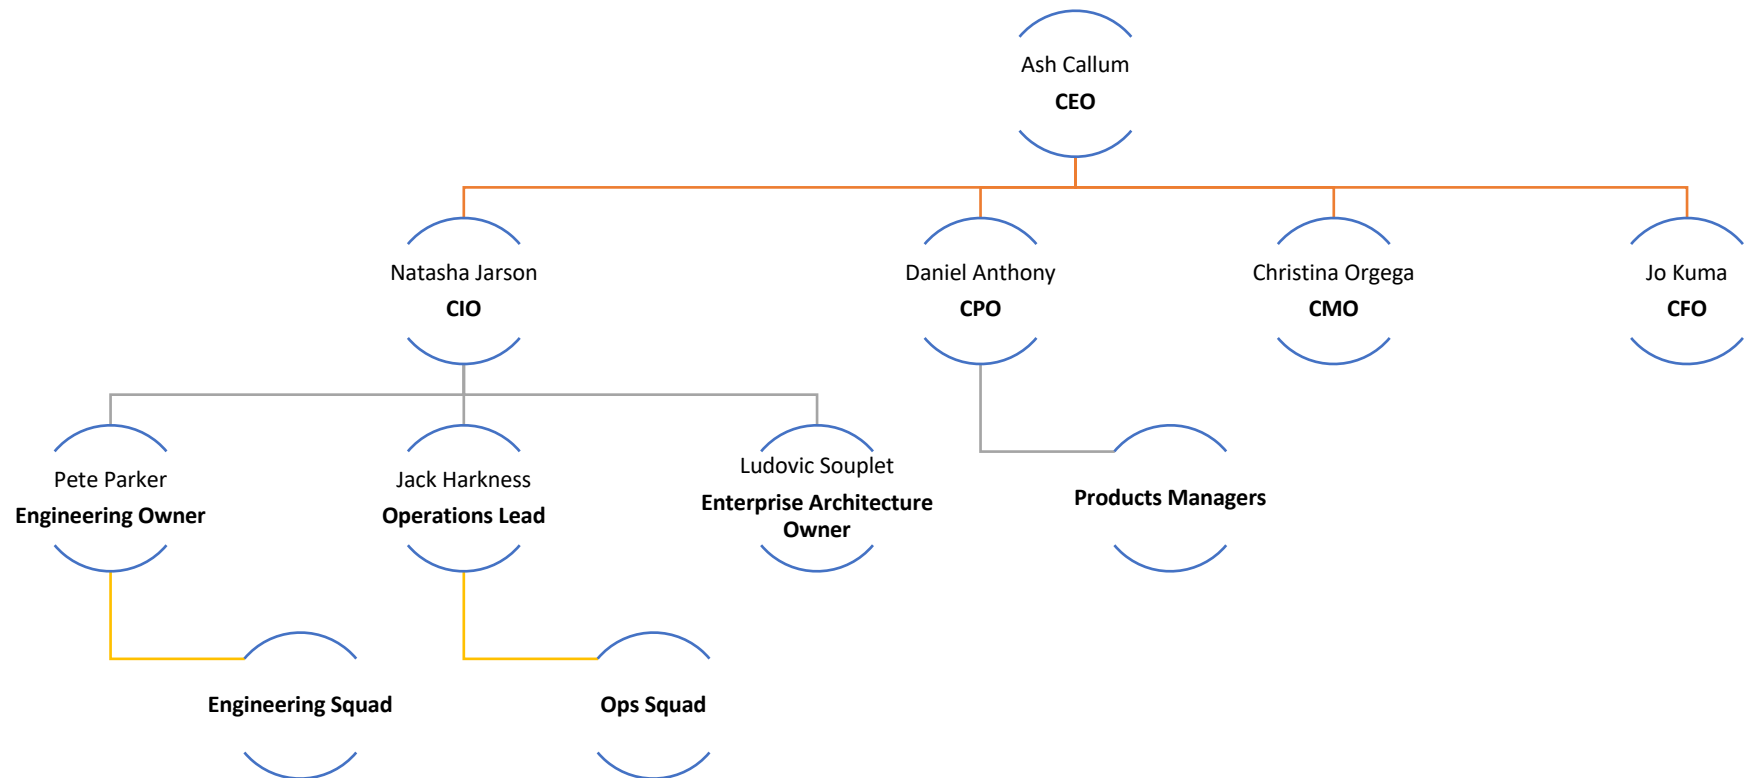 Ash Callum
CEO
Natasha Jarson
CIO
Daniel Anthony
CPO
Christina Orgega
CMO
Jo Kuma
CFO
Pete Parker
Engineering Owner
Jack Harkness
Operations Lead
Ludovic Souplet
Enterprise Architecture
Owner
Products Managers
Engineering Squad
Ops Squad